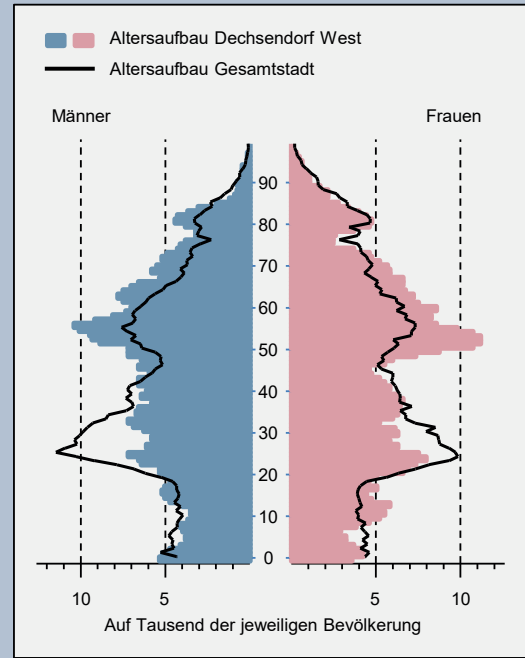 Altersaufbau Dechsendorf West
Altersaufbau Gesamtstadt
Männer Frauen
90
80
70
60
50
40
30
20
10
0
10 5 5 10
Auf Tausend der jeweiligen Bevölkerung